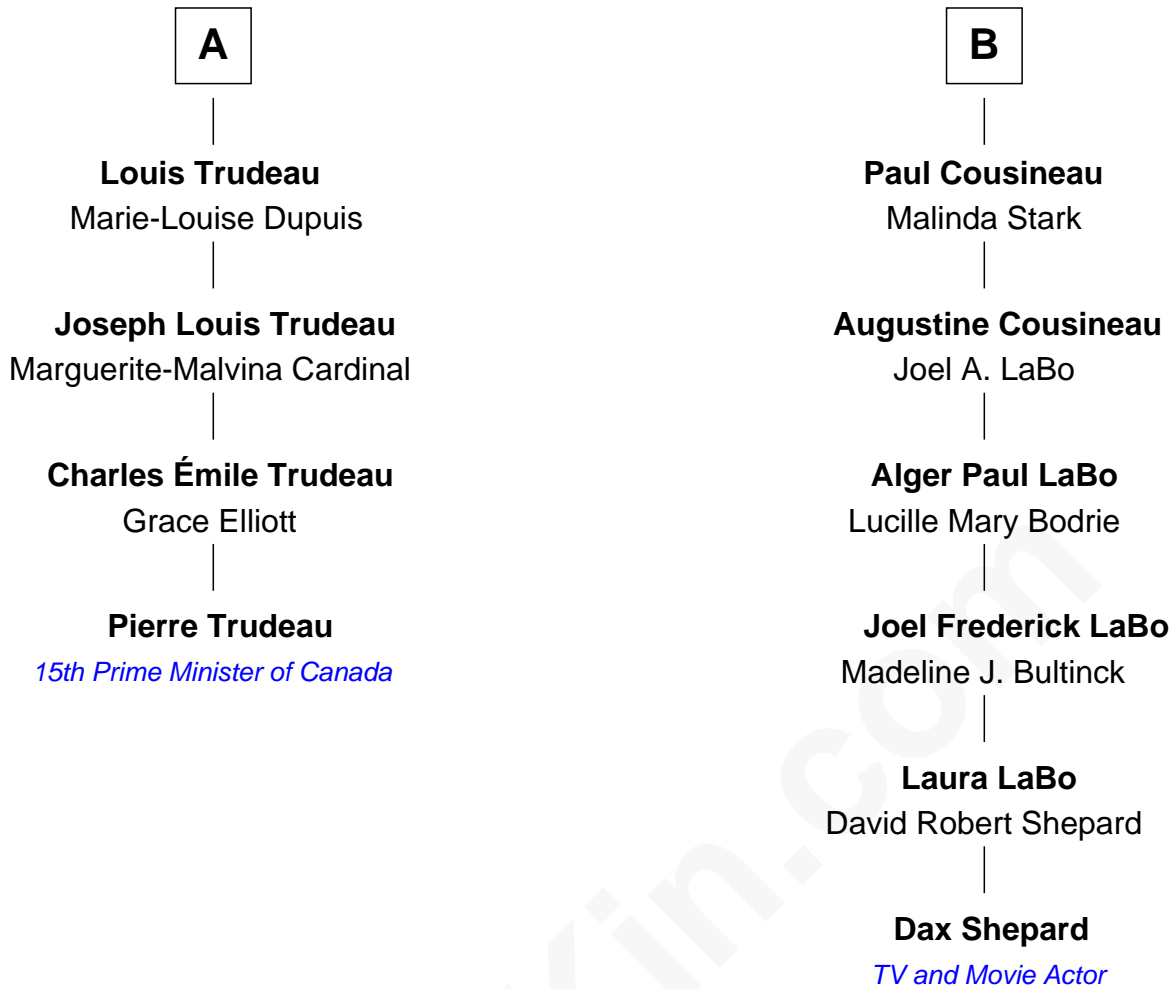 A
Louis Trudeau
Marie-Louise Dupuis
Joseph Louis Trudeau
Marguerite-Malvina Cardinal
Charles Émile Trudeau
Grace Elliott
Pierre Trudeau
15th Prime Minister of Canada
B
Paul Cousineau
Malinda Stark
Augustine Cousineau
Joel A. LaBo
Alger Paul LaBo
Lucille Mary Bodrie
Joel Frederick LaBo
Madeline J. Bultinck
Laura LaBo
David Robert Shepard
Dax Shepard
TV and Movie Actor
Kin.com